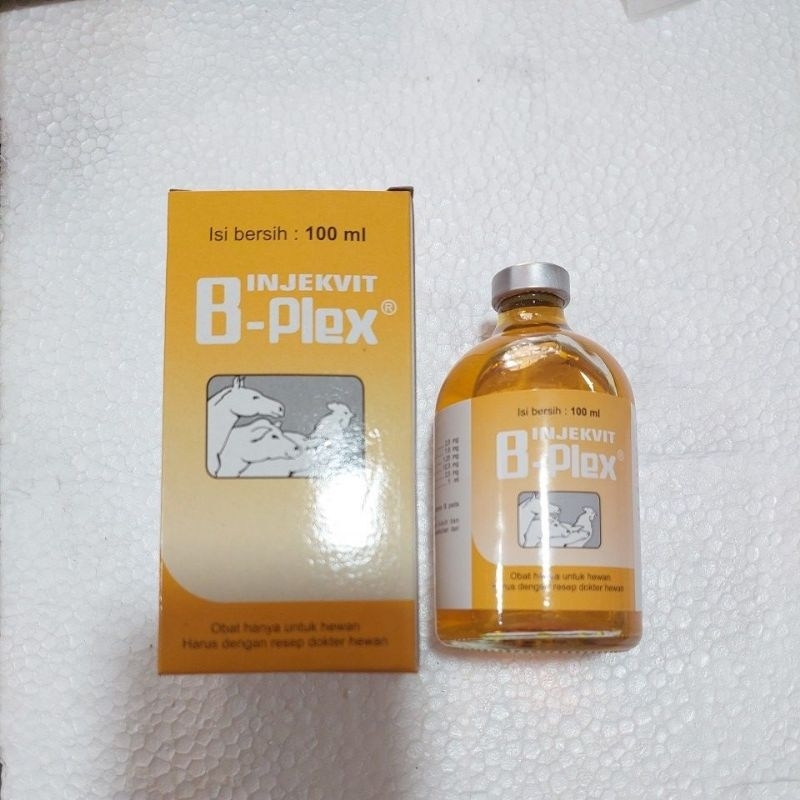 Isi bersih : 100 ml
INJEKVIT
B-Plex®
Obat hanya untuk hewan
Harus dengan resep dokter hewan
Isi bersih : 100 ml
INJEKVIT
B-Plex®
Obat hanya untuk hewan
Harus dengan resep dokter hewan